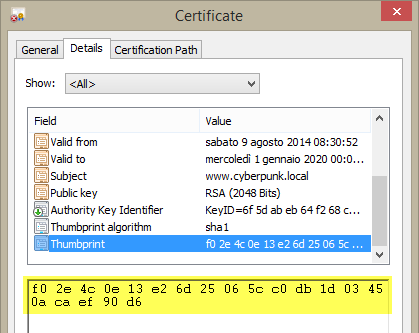 Certificate
General Details Certification Path
Show: <All>
Field Value
Valid from sabato 9 agosto 2014 08:30:52
Valid to mercoledì 1 gennaio 2020 00:0...
Subject www.cyberpunk.local
Public key RSA (2048 Bits)
Authority Key Identifier KeyID=6f 5d ab eb 64 f2 68 c...
Thumbprint algorithm sha1
Thumbprint f0 2e 4c 0e 13 e2 6d 25 06 5c ...
f0 2e 4c 0e 13 e2 6d 25 06 5c c0 db 1d 03 45
0a ca ef 90 d6